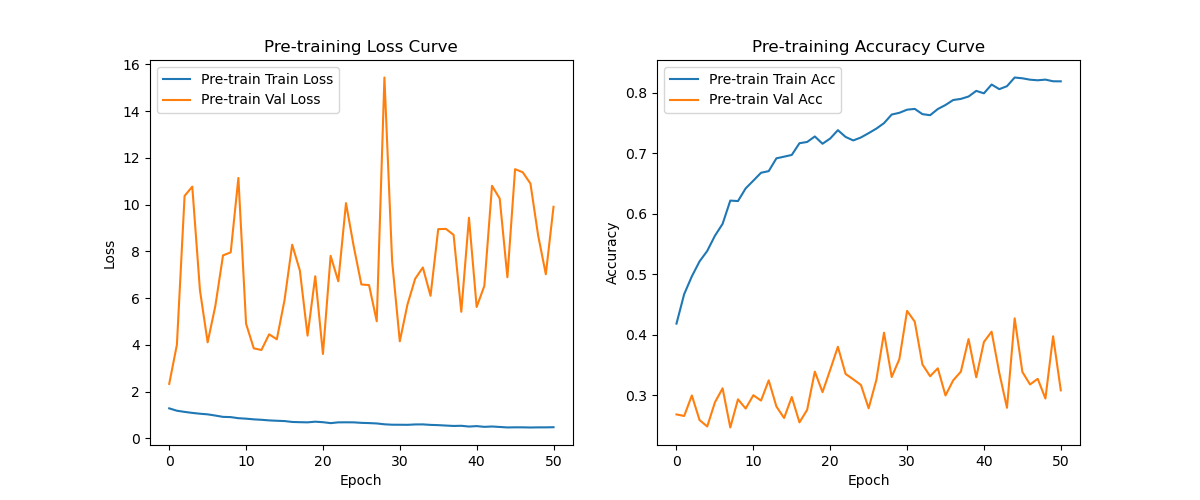 Pre-training Loss Curve
Pre-train Train Loss
Pre-train Val Loss
16
14
12
10
8
6
4
2
0
Loss
0 10 20 30 40 50
Epoch
Pre-training Accuracy Curve
Pre-train Train Acc
Pre-train Val Acc
0.8
0.7
0.6
0.5
0.4
0.3
Accuracy
0 10 20 30 40 50
Epoch